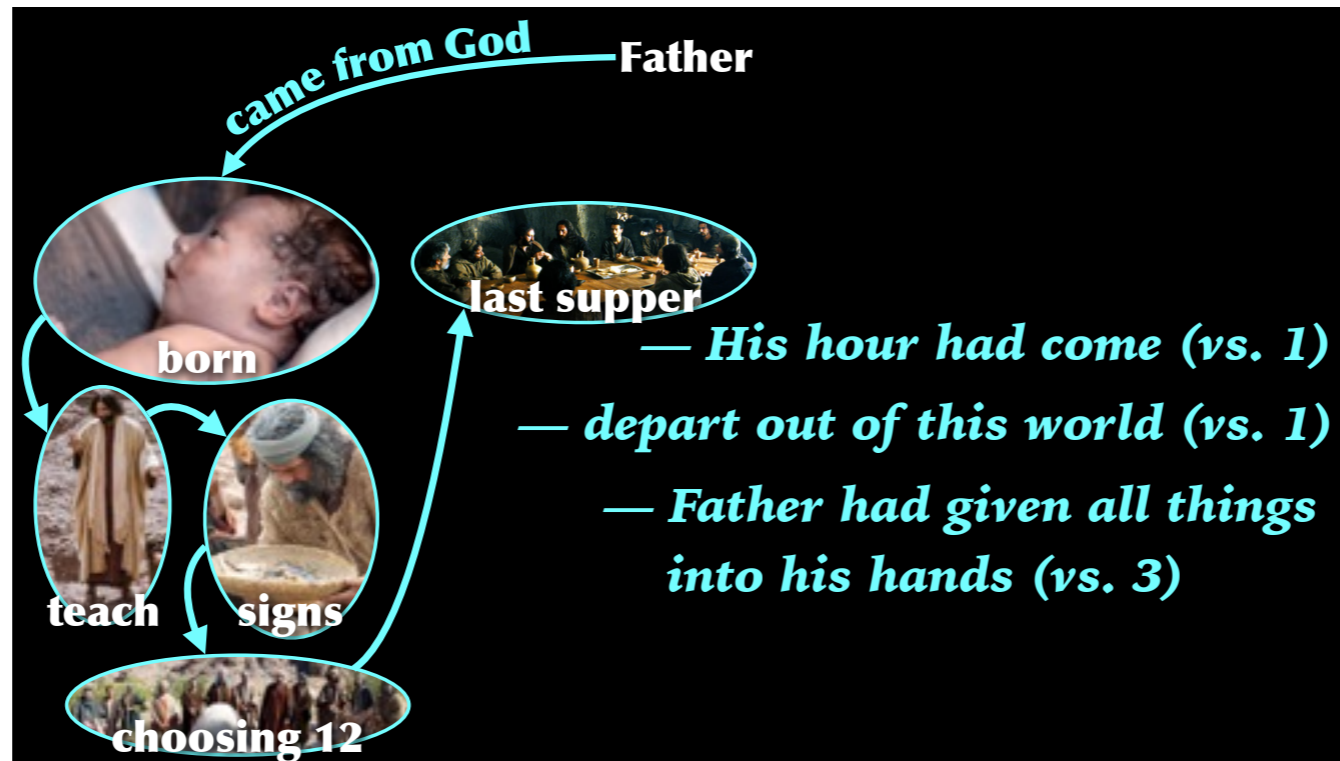 came from God
Father
born
last supper
— His hour had come (vs. 1)
— depart out of this world (vs. 1)
— Father had given all things
into his hands (vs. 3)
teach
signs
choosing 12